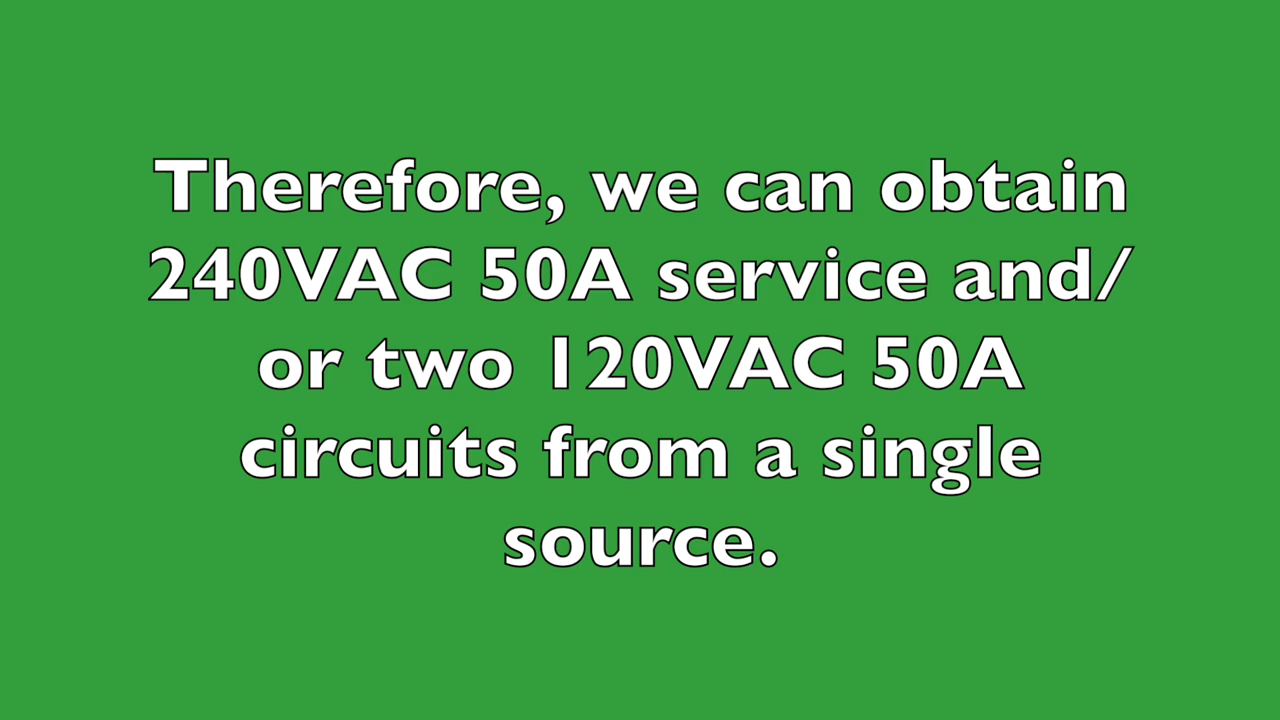 Therefore, we can obtain
240VAC 50A service and/
or two 120VAC 50A
circuits from a single
source.